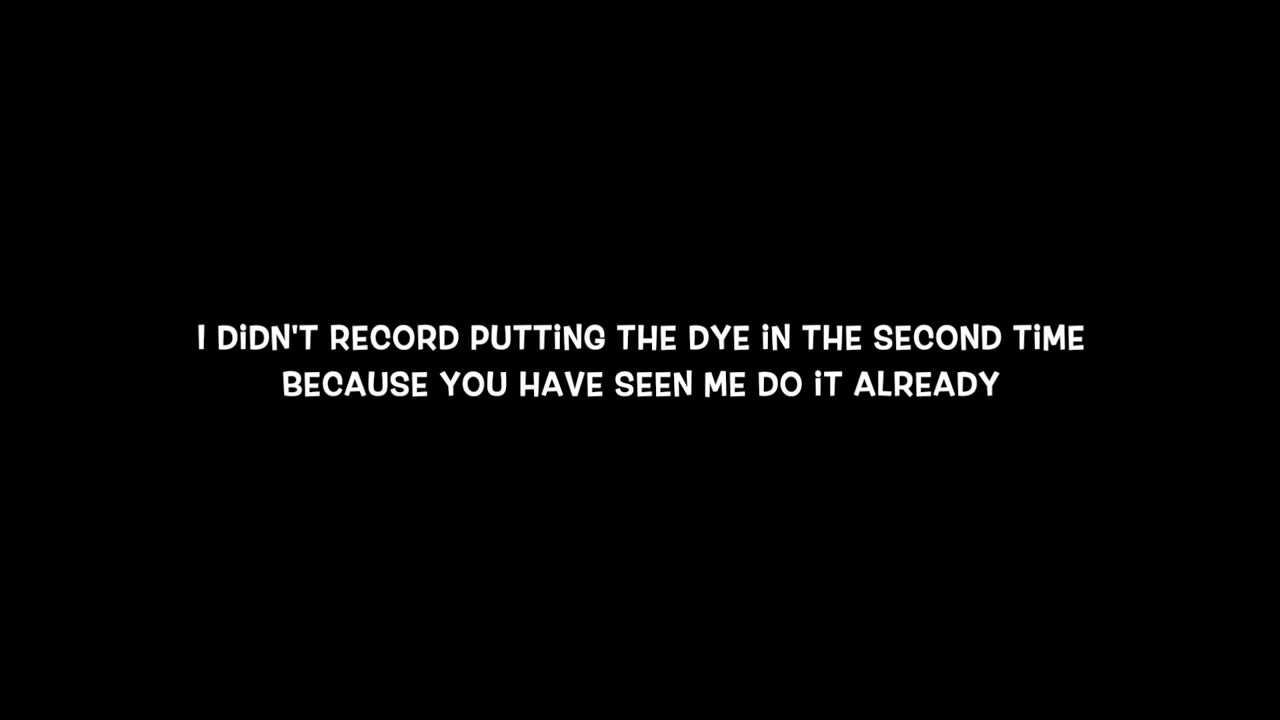 I DiDN'T RECORD PUTTiNG THE DYE iN THE SECOND TiME
BECAUSE YOU HAVE SEEN ME DO iT ALREADY